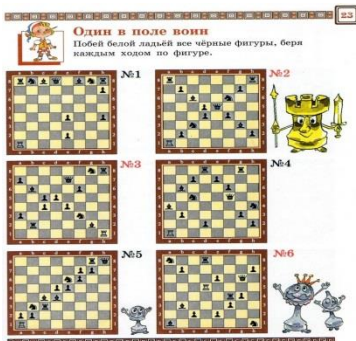 23
Один в поле воин
Побей белой ладьёй все чёрные фигуры, беря
каждым ходом по фигуре.
№1
№2
№3
№4
№5
№6